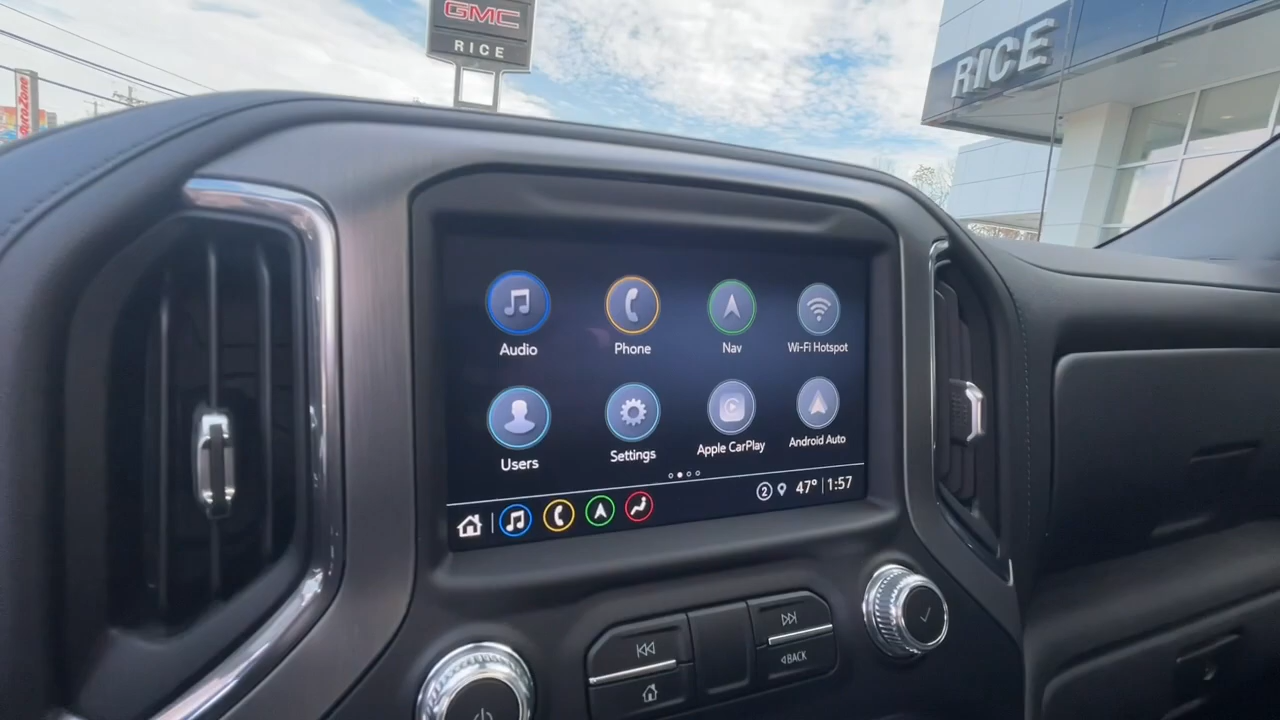 GMC
RICE
RICE
AutoZone
Audio
Phone
Nav
Wi-Fi Hotspot
Users
Settings
Apple CarPlay
Android Auto
2
47° 1:57
BACK